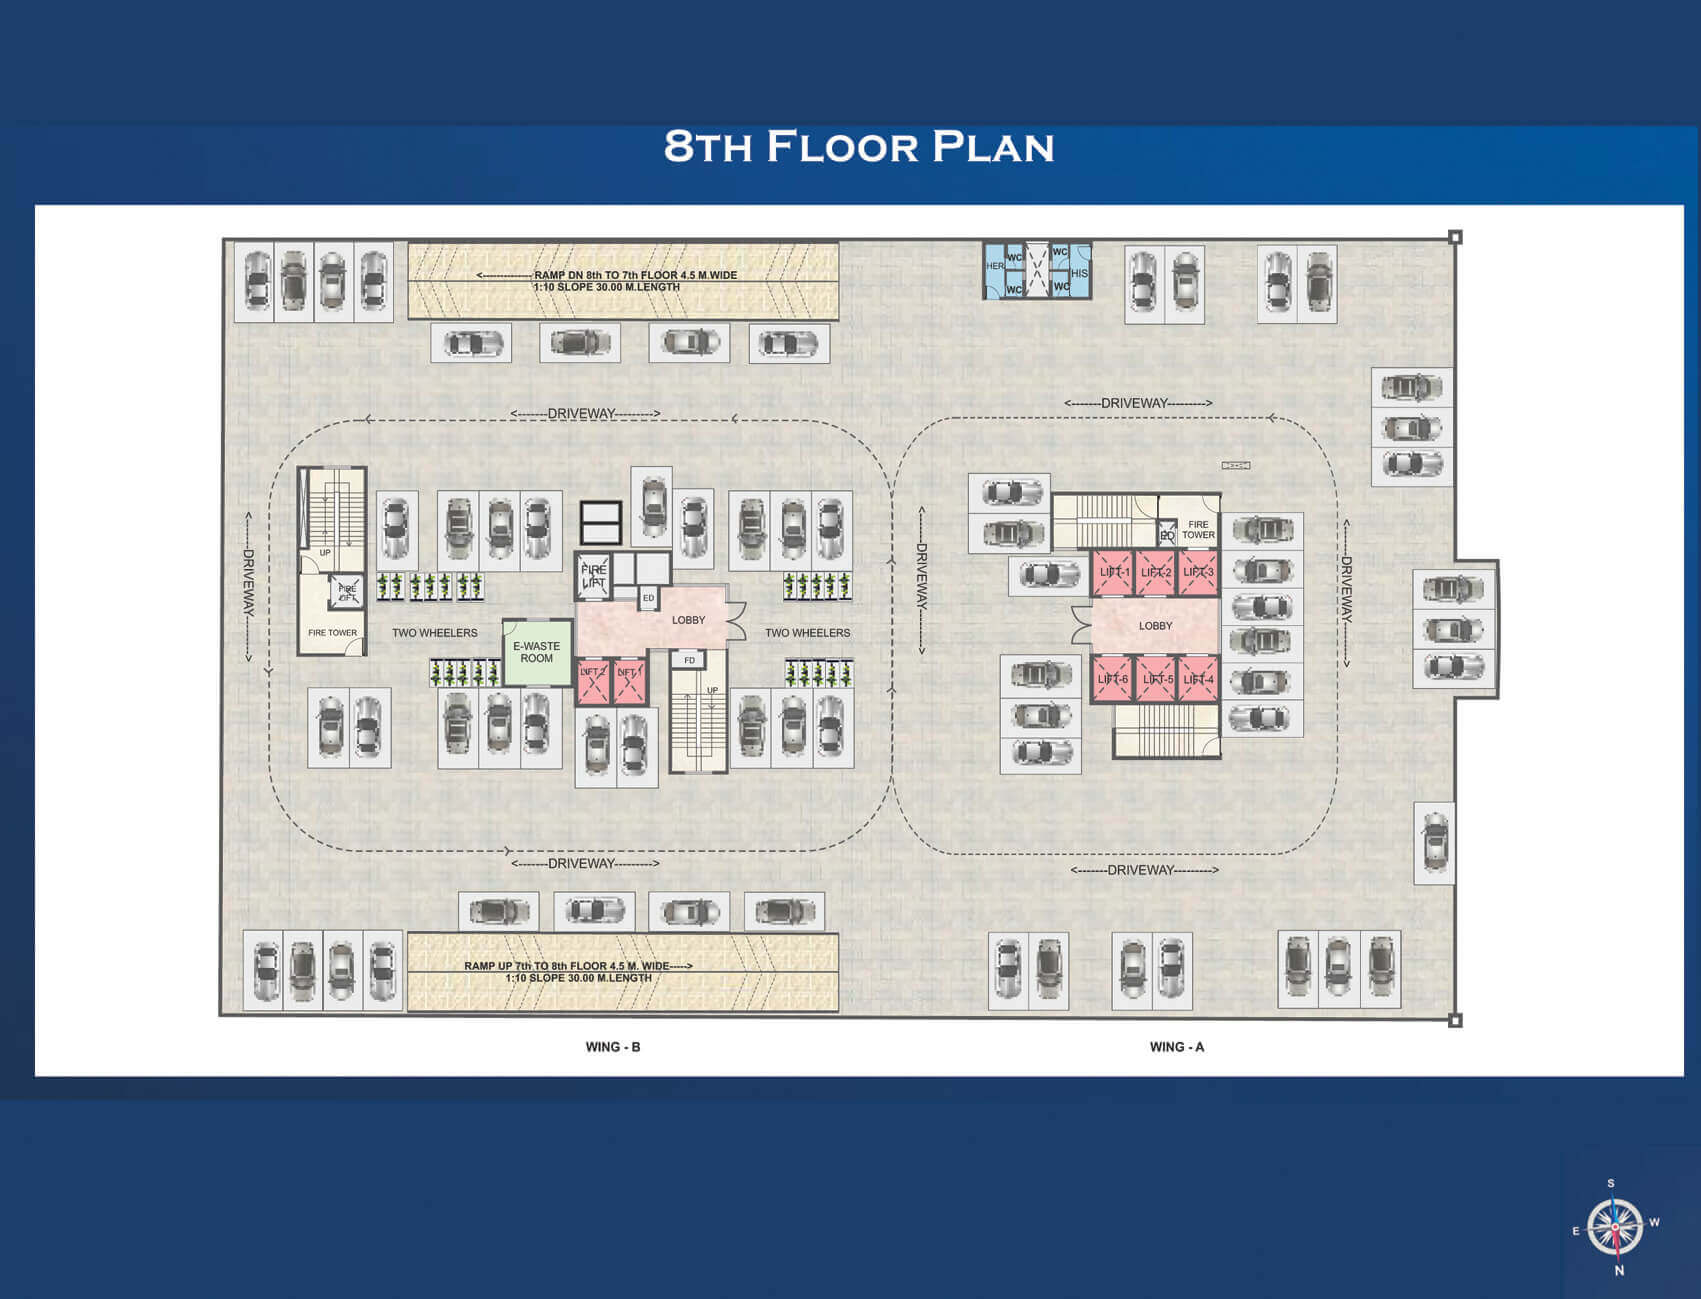 8TH FLOOR PLAN
<-------------- RAMP DN 8th TO 7th FLOOR 4.5 M.WIDE
1:10 SLOPE 30.00 M.LENGTH
HER
WC
WC
WC
WC
HIS
<-------DRIVEWAY--------->
<-------DRIVEWAY--------->
<-------DRIVEWAY--------->
<-------DRIVEWAY--------->
<-------DRIVEWAY--------->
UP
FIRE
LIFT
FIRE TOWER
TWO WHEELERS
E-WASTE
ROOM
FIRE
LIFT
ED
LOBBY
LIFT 2
LIFT 1
FD
UP
TWO WHEELERS
FIRE
TOWER
ED
LIFT-1
LIFT-2
LIFT-3
LOBBY
LIFT-6
LIFT-5
LIFT-4
<-------DRIVEWAY--------->
<-------DRIVEWAY--------->
RAMP UP 7th TO 8th FLOOR 4.5 M. WIDE----->
1:10 SLOPE 30.00 M.LENGTH
WING - B
WING - A
S
E
W
N